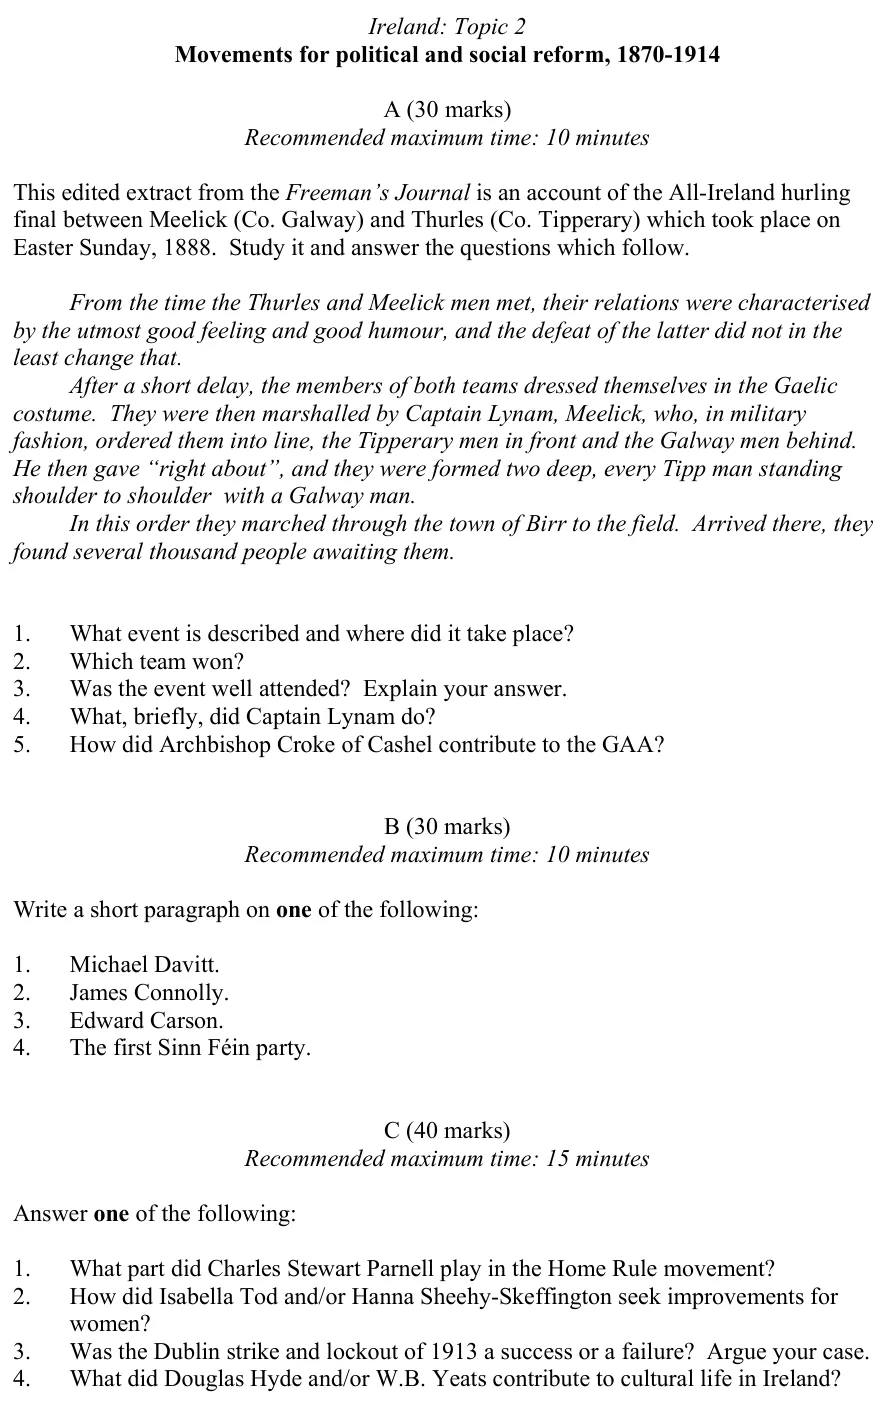 Ireland: Topic 2
Movements for political and social reform, 1870-1914
A (30 marks)
Recommended maximum time: 10 minutes
This edited extract from the Freeman’s Journal is an account of the All-Ireland hurling
final between Meelick (Co. Galway) and Thurles (Co. Tipperary) which took place on
Easter Sunday, 1888.  Study it and answer the questions which follow.
From the time the Thurles and Meelick men met, their relations were characterised
by the utmost good feeling and good humour, and the defeat of the latter did not in the
least change that.
After a short delay, the members of both teams dressed themselves in the Gaelic
costume.  They were then marshalled by Captain Lynam, Meelick, who, in military
fashion, ordered them into line, the Tipperary men in front and the Galway men behind.
He then gave “right about”, and they were formed two deep, every Tipp man standing
shoulder to shoulder  with a Galway man.
In this order they marched through the town of Birr to the field.  Arrived there, they
found several thousand people awaiting them.
1. What event is described and where did it take place?
2. Which team won?
3. Was the event well attended?  Explain your answer.
4. What, briefly, did Captain Lynam do?
5. How did Archbishop Croke of Cashel contribute to the GAA?
B (30 marks)
Recommended maximum time: 10 minutes
Write a short paragraph on one of the following:
1. Michael Davitt.
2. James Connolly.
3. Edward Carson.
4. The first Sinn Féin party.
C (40 marks)
Recommended maximum time: 15 minutes
Answer one of the following:
1. What part did Charles Stewart Parnell play in the Home Rule movement?
2. How did Isabella Tod and/or Hanna Sheehy-Skeffington seek improvements for
women?
3. Was the Dublin strike and lockout of 1913 a success or a failure?  Argue your case.
4. What did Douglas Hyde and/or W.B. Yeats contribute to cultural life in Ireland?